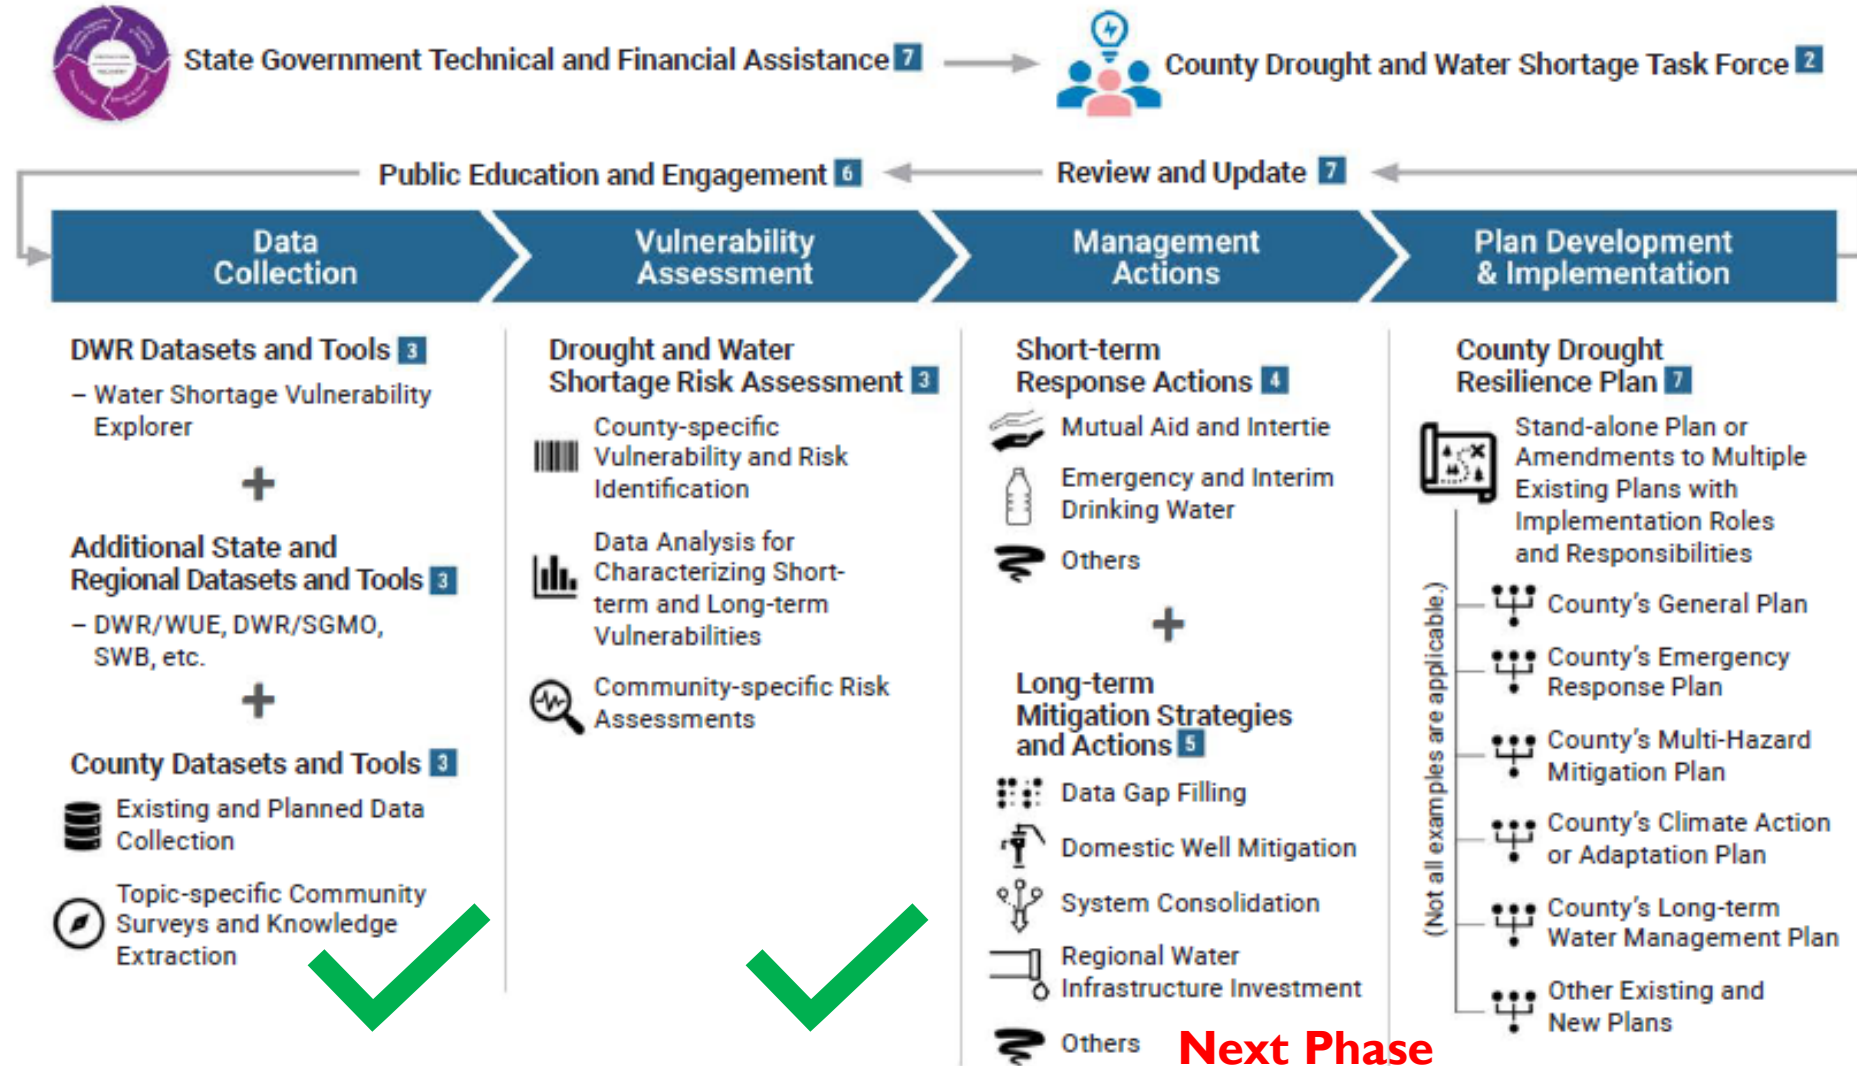 State Government Technical and Financial Assistance 7
County Drought and Water Shortage Task Force 2
Public Education and Engagement 6
Review and Update 7
Data
Collection
Vulnerability
Assessment
Management
Actions
Plan Development
& Implementation
DWR Datasets and Tools 3
– Water Shortage Vulnerability
Explorer
+
Additional State and
Regional Datasets and Tools 3
– DWR/WUE, DWR/SGMO,
SWB, etc.
+
County Datasets and Tools 3
Existing and Planned Data
Collection
Topic-specific Community
Surveys and Knowledge
Extraction
Drought and Water
Shortage Risk Assessment 3
County-specific
Vulnerability and Risk
Identification
Data Analysis for
Characterizing Short-
term and Long-term
Vulnerabilities
Community-specific Risk
Assessments
Short-term
Response Actions 4
Mutual Aid and Intertie
Emergency and Interim
Drinking Water
Others
+
Long-term
Mitigation Strategies
and Actions 5
Data Gap Filling
Domestic Well Mitigation
System Consolidation
Regional Water
Infrastructure Investment
Others
Next Phase
County Drought
Resilience Plan 7
Stand-alone Plan or
Amendments to Multiple
Existing Plans with
Implementation Roles
and Responsibilities
(Not all examples are applicable.)
County's General Plan
County's Emergency
Response Plan
County's Multi-Hazard
Mitigation Plan
County's Climate Action
or Adaptation Plan
County's Long-term
Water Management Plan
Other Existing and
New Plans